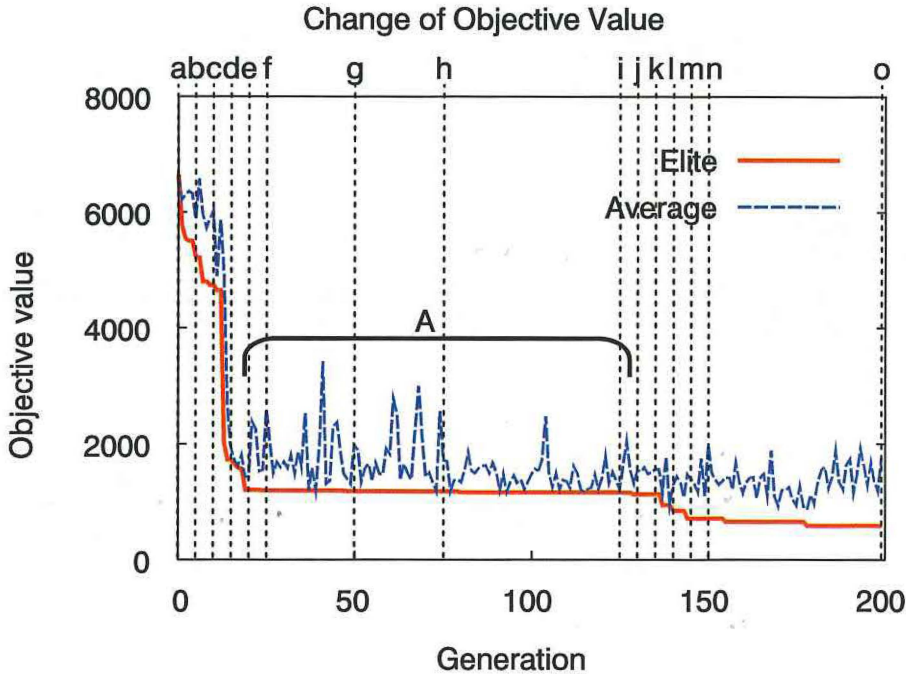 Change of Objective Value
a b c d e f g h i j k l m n o
8000
6000
4000
2000
0
Elite
Average
A
0 50 100 150 200
Objective value
Generation